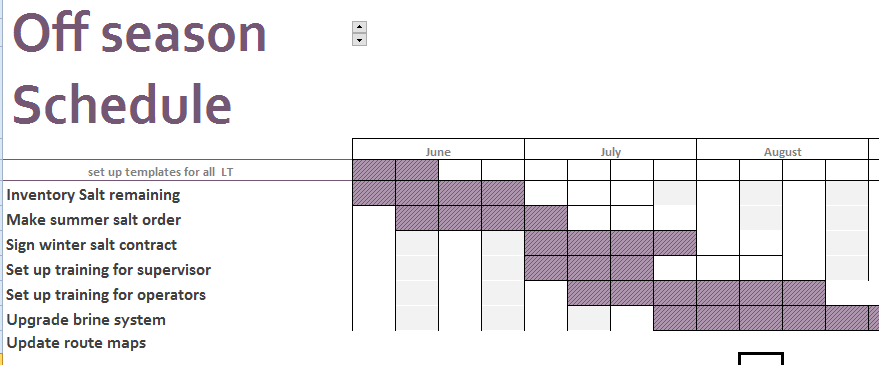 Off season
Schedule
June July August
set up templates for all LT
Inventory Salt remaining
Make summer salt order
Sign winter salt contract
Set up training for supervisor
Set up training for operators
Upgrade brine system
Update route maps